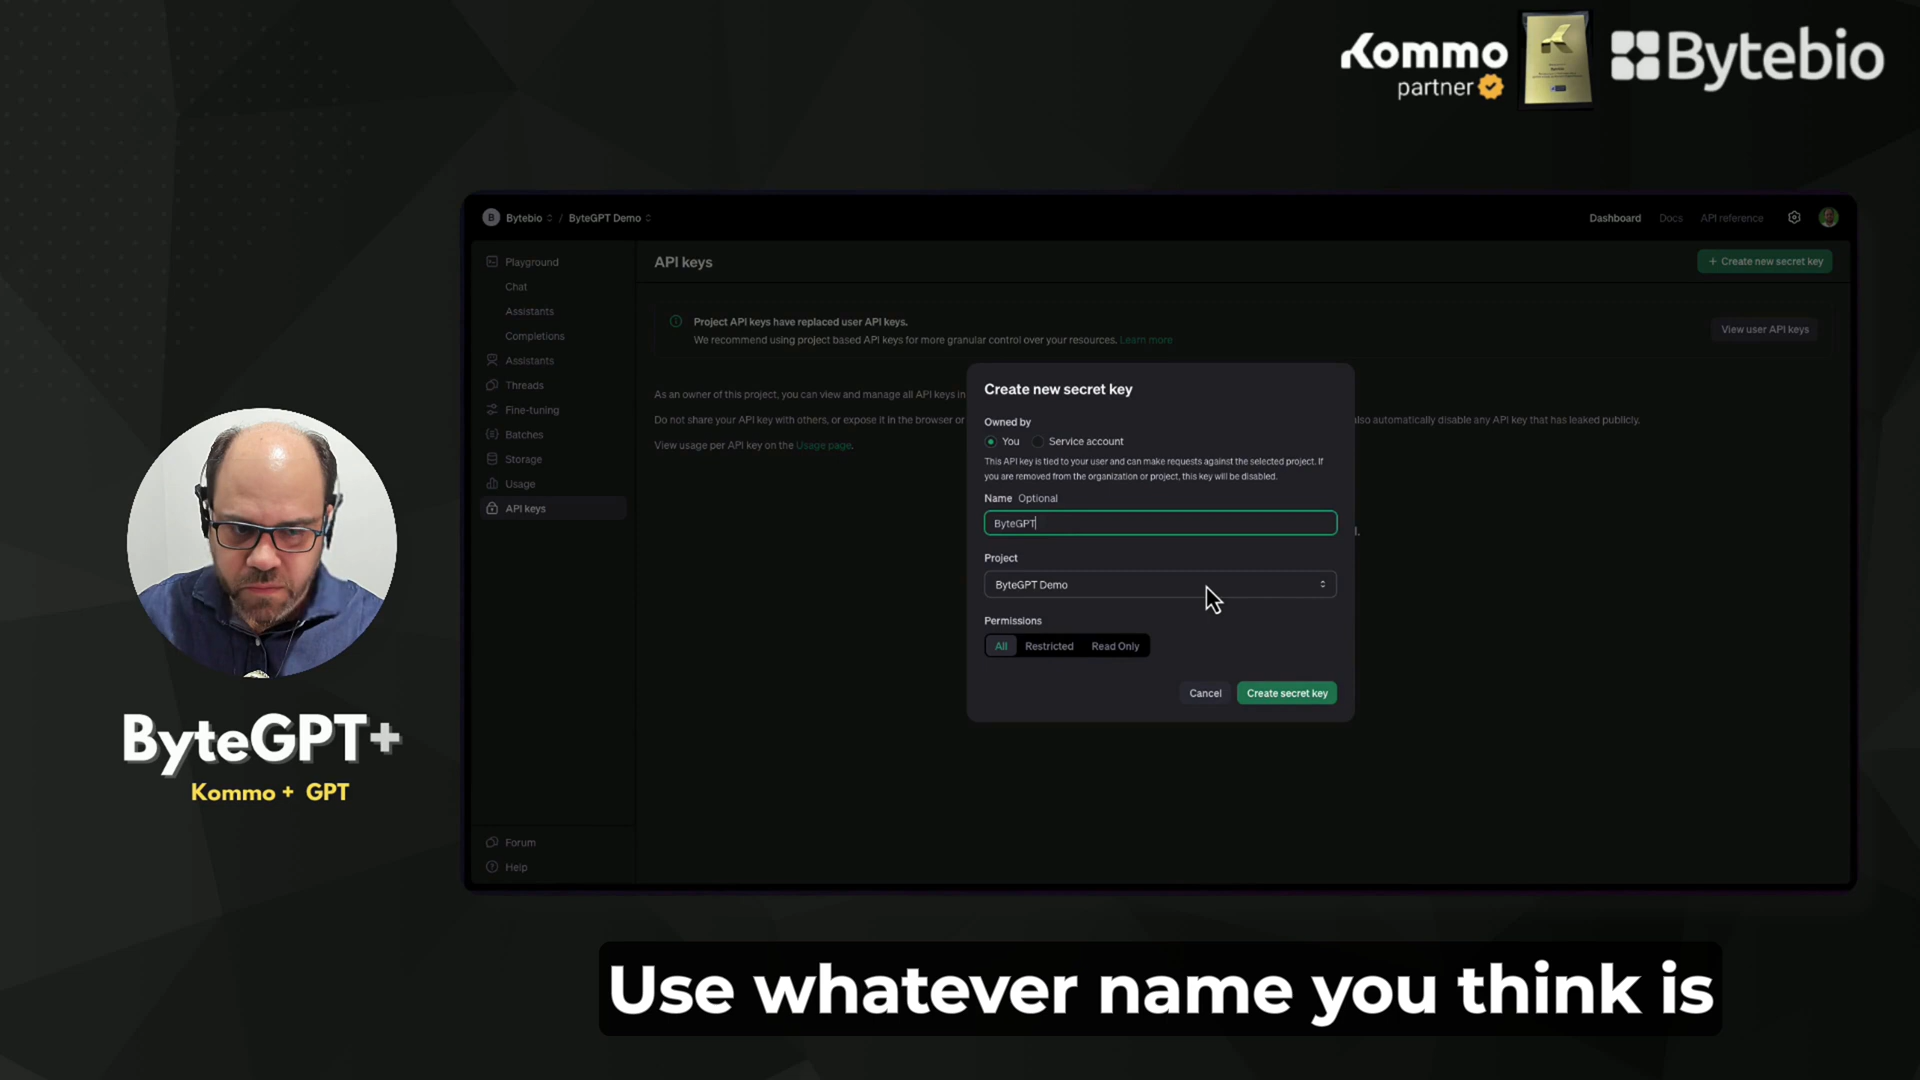 Kommo
partner
Bytebio
B Bytebio / ByteGPT Demo
Dashboard Docs API reference
Playground
Chat
Assistants
Completions
Assistants
Threads
Fine-tuning
Batches
Storage
Usage
API keys
Forum
Help
API keys
+ Create new secret key
Project API keys have replaced user API keys.
We recommend using project based API keys for more granular control over your resources. Learn more
View user API keys
As an owner of this project, you can view and manage all API keys in
Do not share your API key with others, or expose it in the browser or
also automatically disable any API key that has leaked publicly.
View usage per API key on the Usage page.
Create new secret key
Owned by
You Service account
This API key is tied to your user and can make requests against the selected project. If
you are removed from the organization or project, this key will be disabled.
Name Optional
ByteGPT
Project
ByteGPT Demo
Permissions
All Restricted Read Only
Cancel Create secret key
ByteGPT+
Kommo + GPT
Use whatever name you think is